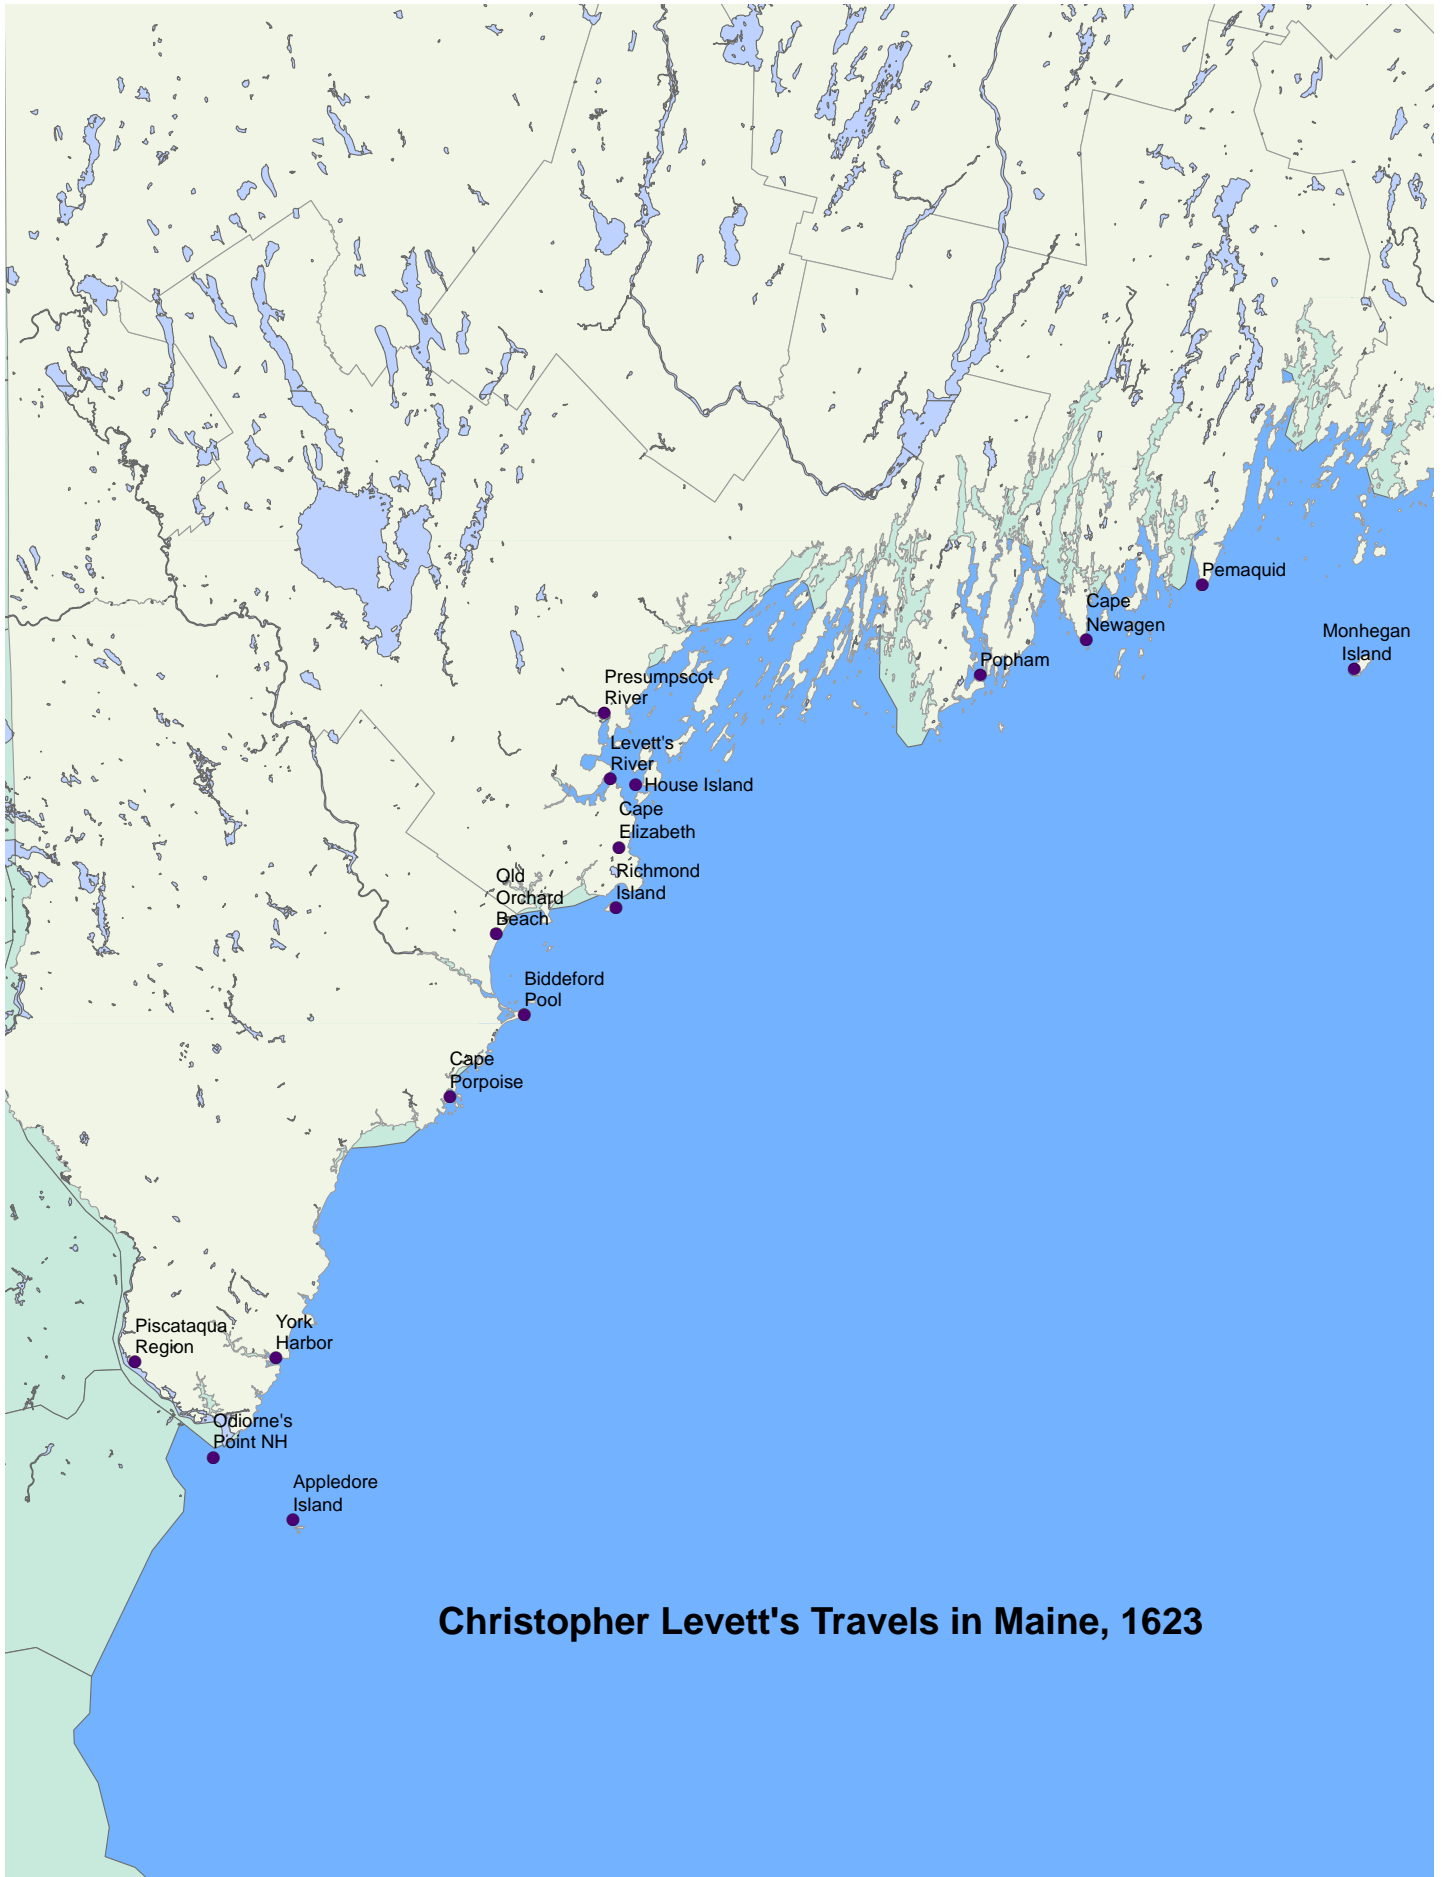 Pemaquid
Cape
Newagen
Monhegan
Island
Popham
Presumpscot
River
Levett's
River
House Island
Cape
Elizabeth
Richmond
Island
Old
Orchard
Beach
Biddeford
Pool
Cape
Porpoise
York
Harbor
Piscataqua
Region
Odiorne's
Point NH
Appledore
Island
Christopher Levett's Travels in Maine, 1623